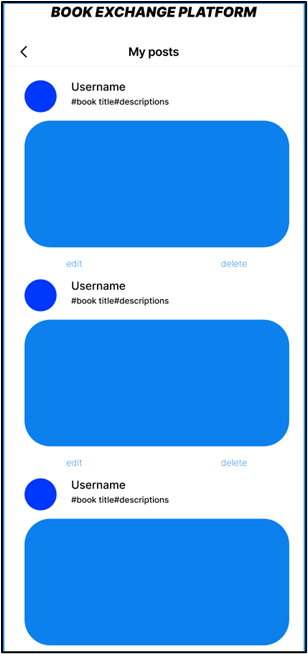 BOOK EXCHANGE PLATFORM
My posts
Username
#book title#descriptions
edit delete
Username
#book title#descriptions
edit delete
Username
#book title#descriptions